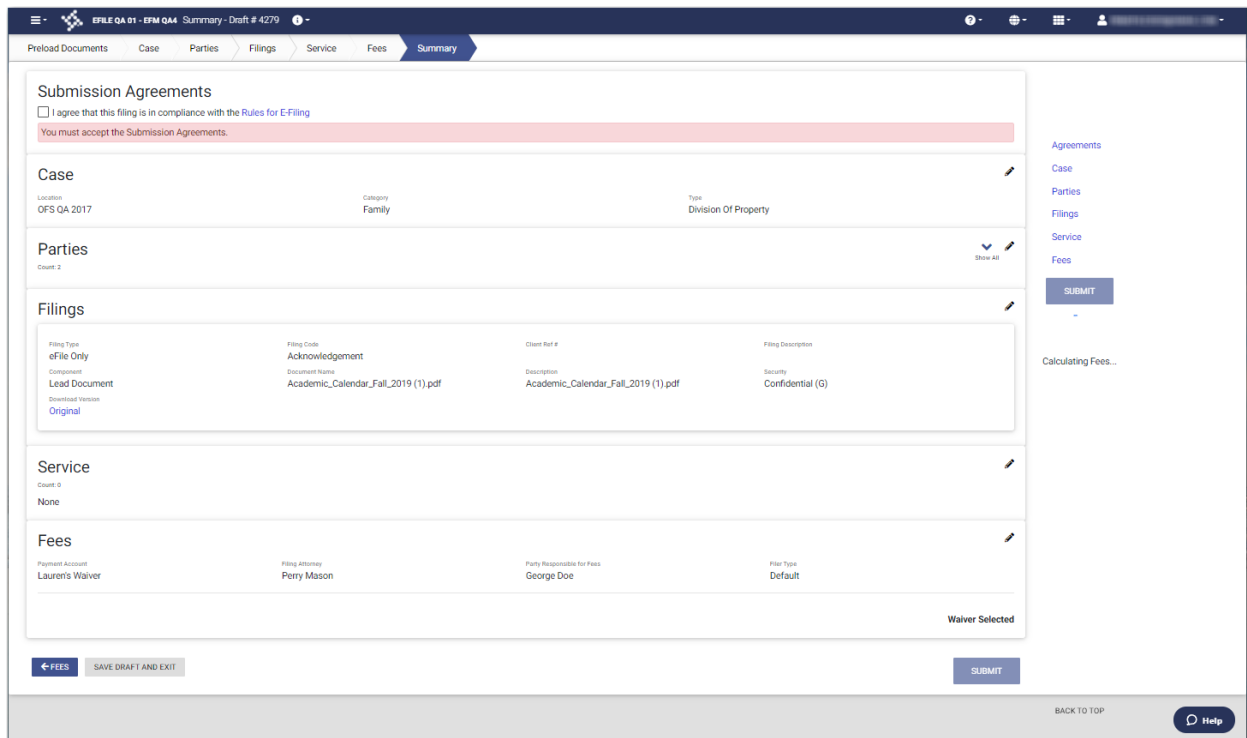 EFILE QA 01 - EFM QA4 Summary - Draft # 4279
Preload Documents Case Parties Filings Service Fees Summary
Submission Agreements
I agree that this filing is in compliance with the Rules for E-Filing
You must accept the Submission Agreements.
Agreements
Case
Parties
Filings
Service
Fees
SUBMIT
Calculating Fees...
Case
Location Category Type
OFS QA 2017 Family Division Of Property
Parties
Count: 2
Show All
Filings
Filing Type Filing Code Client Ref # Filing Description
eFile Only Acknowledgement
Component Document Name Description Security
Lead Document Academic_Calendar_Fall_2019 (1).pdf Academic_Calendar_Fall_2019 (1).pdf Confidential (G)
Download Version
Original
Service
Count: 0
None
Fees
Payment Account Filing Attorney Party Responsible for Fees Filer Type
Lauren's Waiver Perry Mason George Doe Default
Waiver Selected
FEES SAVE DRAFT AND EXIT SUBMIT
BACK TO TOP
Help